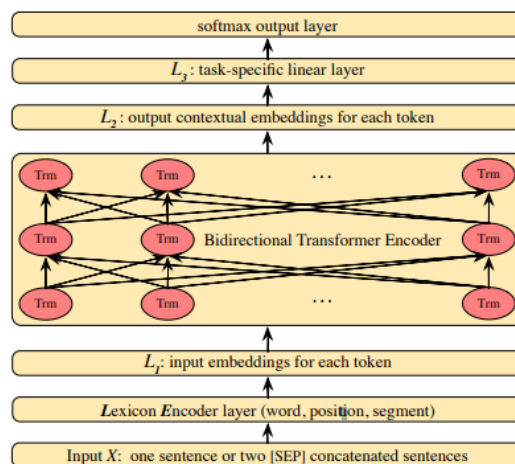 softmax output layer
L3: task-specific linear layer
L2: output contextual embeddings for each token
Trm Trm ... Trm
Trm Trm Bidirectional Transformer Encoder Trm
Trm Trm ... Trm
L1: input embeddings for each token
Lexicon Encoder layer (word, position, segment)
Input X: one sentence or two [SEP] concatenated sentences